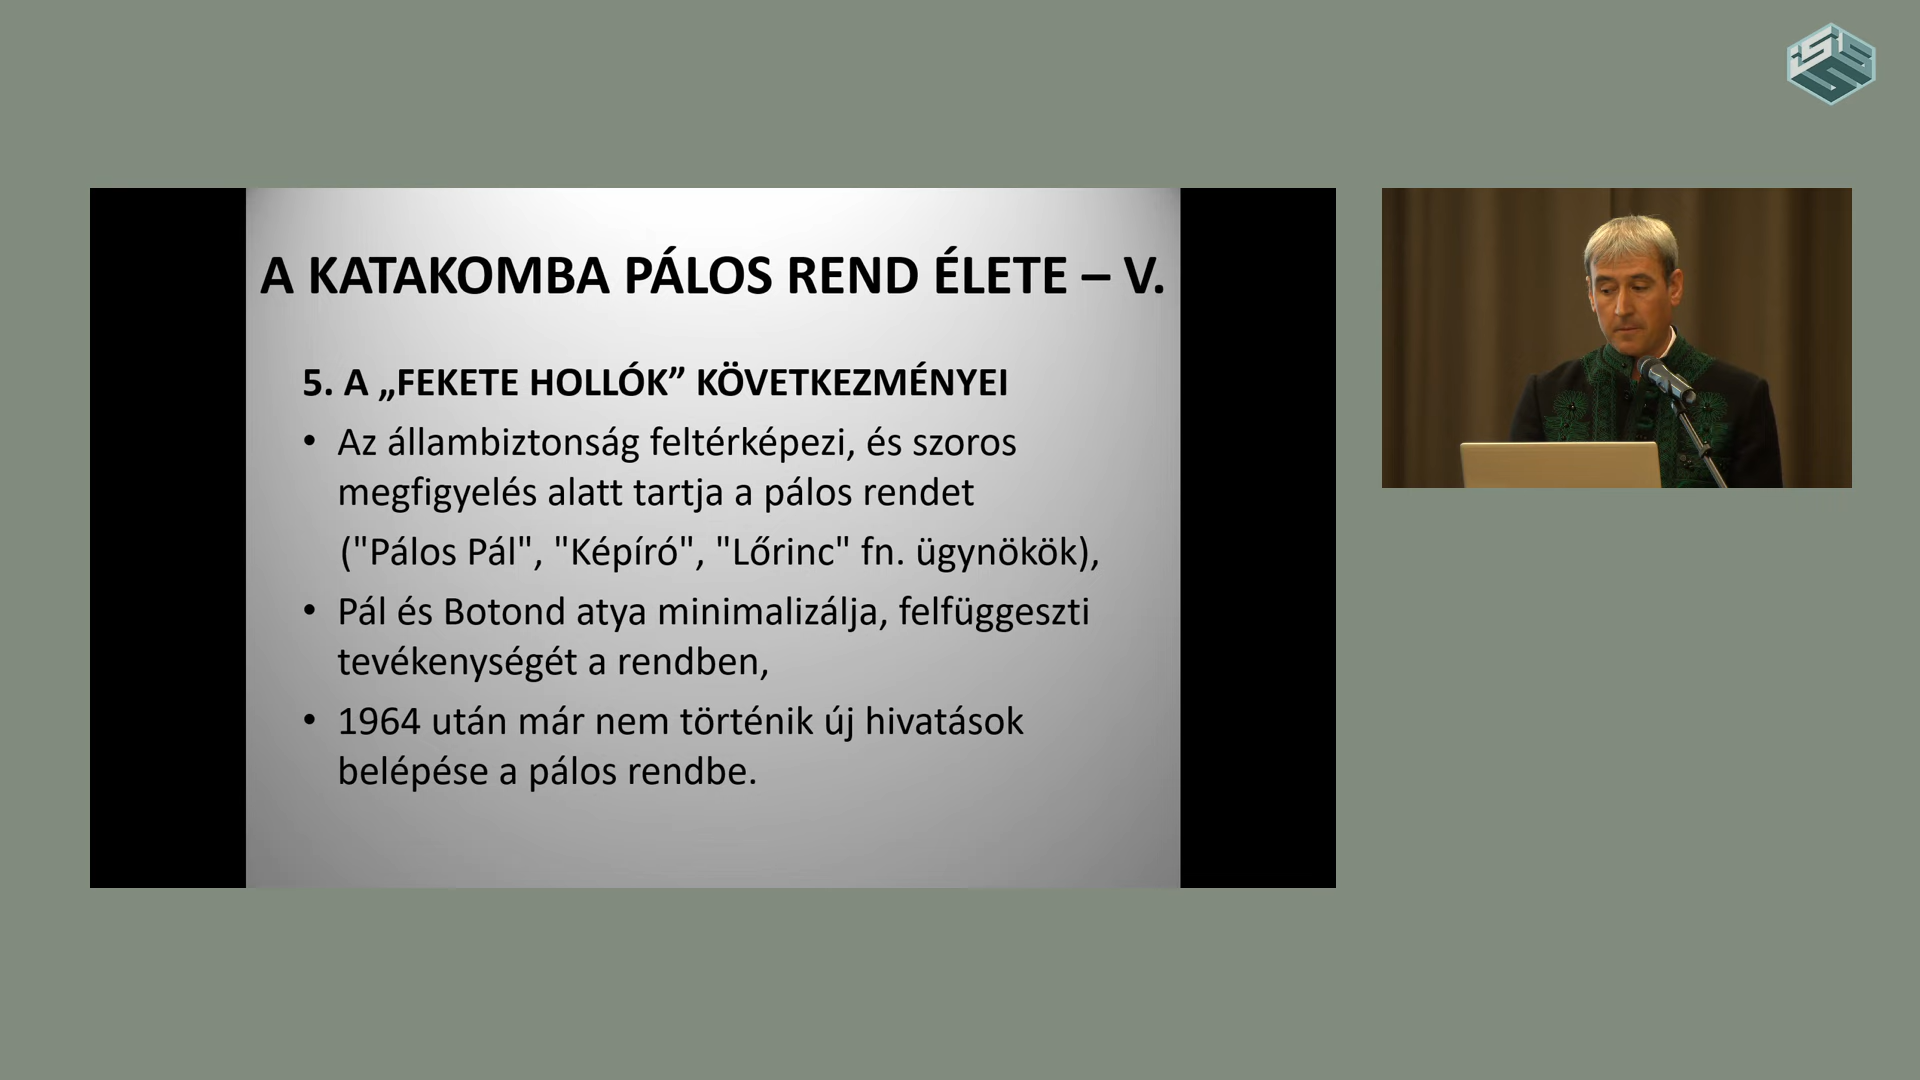 A KATAKOMBA PÁLOS REND ÉLETE – V.
5. A „FEKETE HOLLÓK” KÖVETKEZMÉNYEI
• Az állambiztonság feltérképezi, és szoros
megfigyelés alatt tartja a pálos rendet
("Pálos Pál", "Képíró", "Lőrinc" fn. ügynökök),
• Pál és Botond atya minimalizálja, felfüggeszti
tevékenységét a rendben,
• 1964 után már nem történik új hivatások
belépése a pálos rendbe.